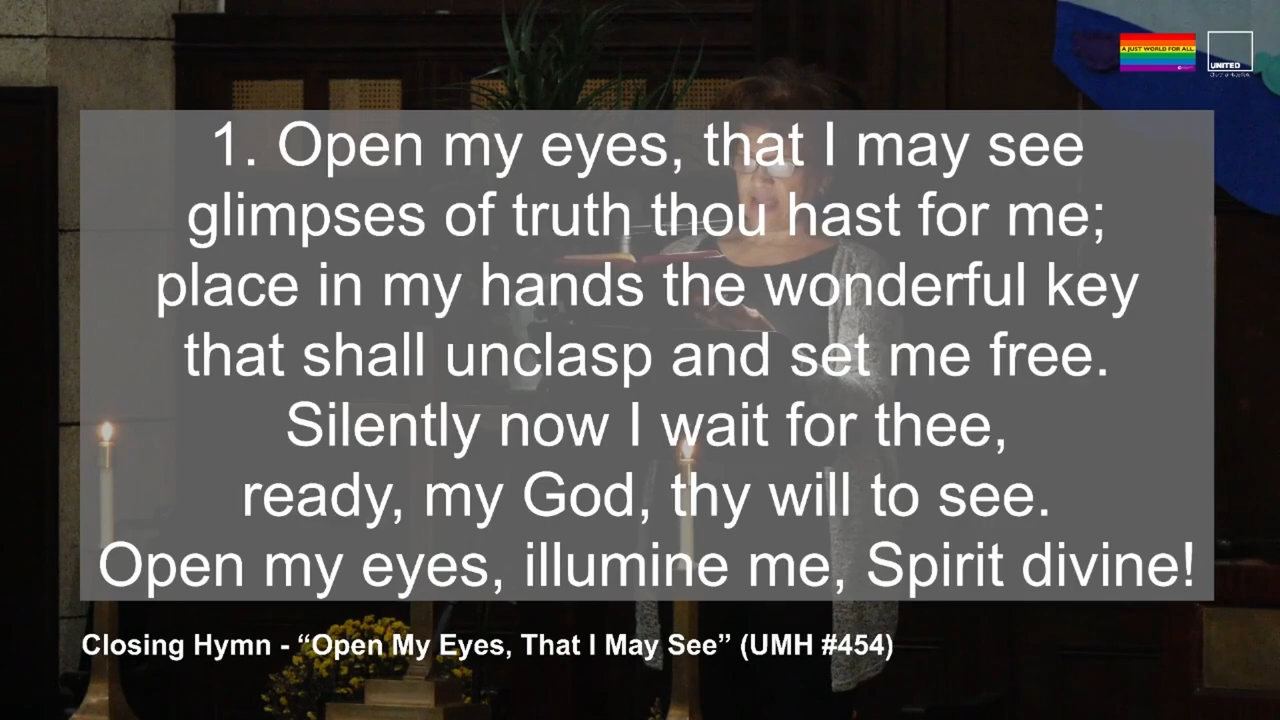 A JUST WORLD FOR ALL
UNITED
1. Open my eyes, that I may see
glimpses of truth thou hast for me;
place in my hands the wonderful key
that shall unclasp and set me free.
Silently now I wait for thee,
ready, my God, thy will to see.
Open my eyes, illumine me, Spirit divine!
Closing Hymn - “Open My Eyes, That I May See” (UMH #454)